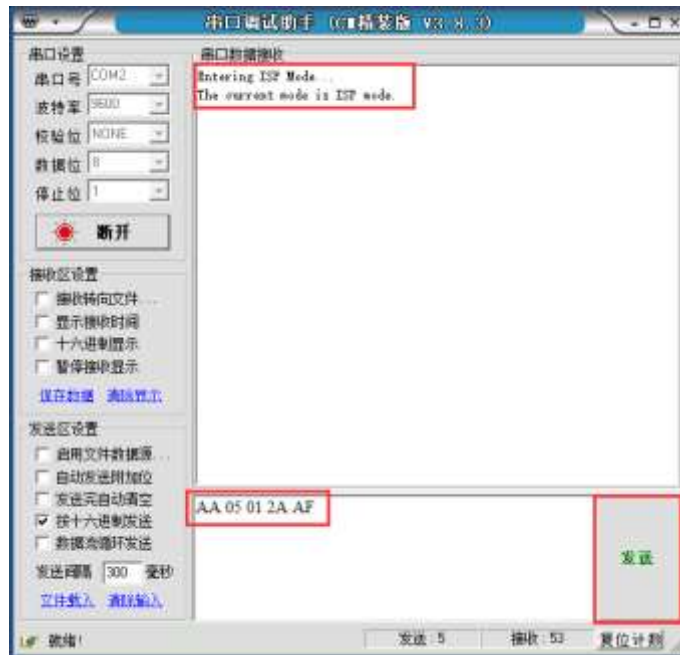 串口调试助手 (CM精装版 V3.8.3)
串口设置
串口号 COM2
波特率 9600
校验位 NONE
数据位 8
停止位 1
断开
接收区设置
接收转向文件...
显示接收时间
十六进制显示
暂停接收显示
保存数据 清除显示
发送区设置
启用文件数据源...
自动发送附加位
发送完自动清空
按十六进制发送
数据流循环发送
发送间隔 300 毫秒
文件载入 清除输入
串口数据接收
Entering ISP Mode...
The current mode is ISP mode.
AA 05 01 2A AF
发送
就绪!
发送:5
接收:53
复位计数